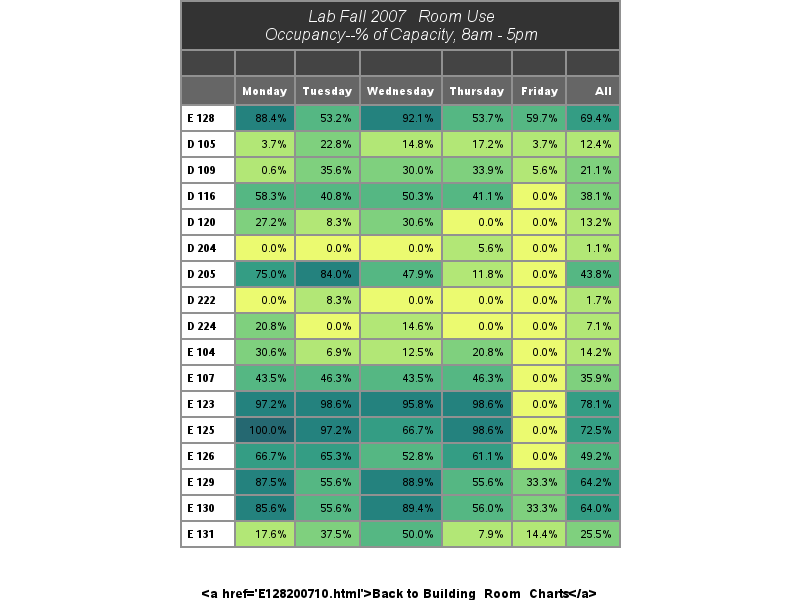 Lab Fall 2007 Room Use
Occupancy--% of Capacity, 8am - 5pm
Monday Tuesday Wednesday Thursday Friday All
E 128 88.4% 53.2% 92.1% 53.7% 59.7% 69.4%
D 105 3.7% 22.8% 14.8% 17.2% 3.7% 12.4%
D 109 0.6% 35.6% 30.0% 33.9% 5.6% 21.1%
D 116 58.3% 40.8% 50.3% 41.1% 0.0% 38.1%
D 120 27.2% 8.3% 30.6% 0.0% 0.0% 13.2%
D 204 0.0% 0.0% 0.0% 5.6% 0.0% 1.1%
D 205 75.0% 84.0% 47.9% 11.8% 0.0% 43.8%
D 222 0.0% 8.3% 0.0% 0.0% 0.0% 1.7%
D 224 20.8% 0.0% 14.6% 0.0% 0.0% 7.1%
E 104 30.6% 6.9% 12.5% 20.8% 0.0% 14.2%
E 107 43.5% 46.3% 43.5% 46.3% 0.0% 35.9%
E 123 97.2% 98.6% 95.8% 98.6% 0.0% 78.1%
E 125 100.0% 97.2% 66.7% 98.6% 0.0% 72.5%
E 126 66.7% 65.3% 52.8% 61.1% 0.0% 49.2%
E 129 87.5% 55.6% 88.9% 55.6% 33.3% 64.2%
E 130 85.6% 55.6% 89.4% 56.0% 33.3% 64.0%
E 131 17.6% 37.5% 50.0% 7.9% 14.4% 25.5%
<a href='E128200710.html'>Back to Building Room Charts</a>